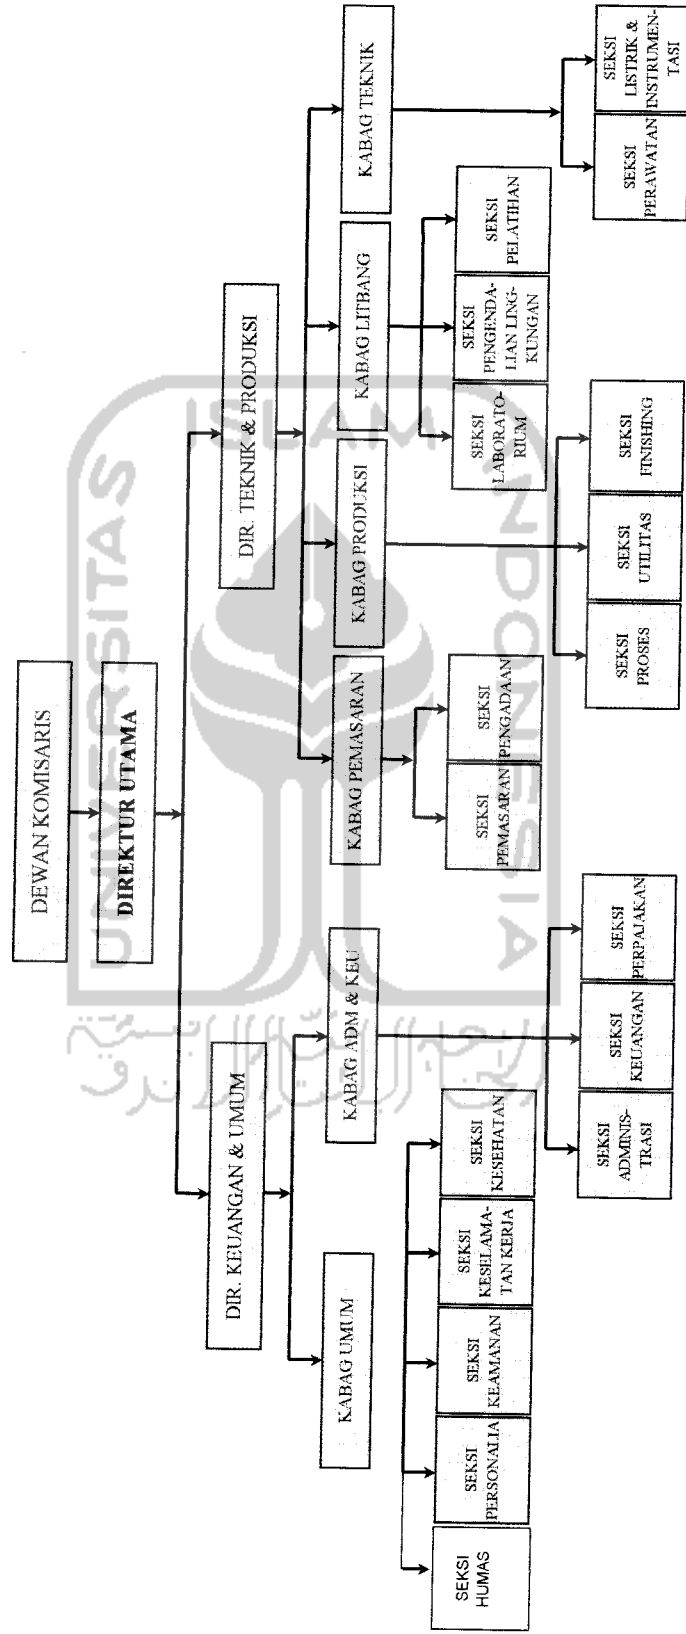 DEWAN KOMISARIS
DIREKTUR UTAMA
DIR. KEUANGAN & UMUM
DIR. TEKNIK & PRODUKSI
KABAG UMUM
KABAG ADM & KEU
KABAG PEMASARAN
KABAG PRODUKSI
KABAG LITBANG
KABAG TEKNIK
SEKSI
HUMAS
SEKSI
PERSONALIA
SEKSI
KEAMANAN
SEKSI
KESELAMA-
TAN KERJA
SEKSI
KESEHATAN
SEKSI
ADMINIS-
TRASI
SEKSI
KEUANGAN
SEKSI
PERPAJAKAN
SEKSI
PEMASARAN
SEKSI
PENGADAAN
SEKSI
PROSES
SEKSI
UTILITAS
SEKSI
FINISHING
SEKSI
LABORATO-
RIUM
SEKSI
PENGENDA-
LIAN LING-
KUNGAN
SEKSI
PELATIHAN
SEKSI
PERAWATAN
SEKSI
LISTRIK &
INSTRUMEN-
TASI
UNIVERSITAS
ISLAM
INDONESIA